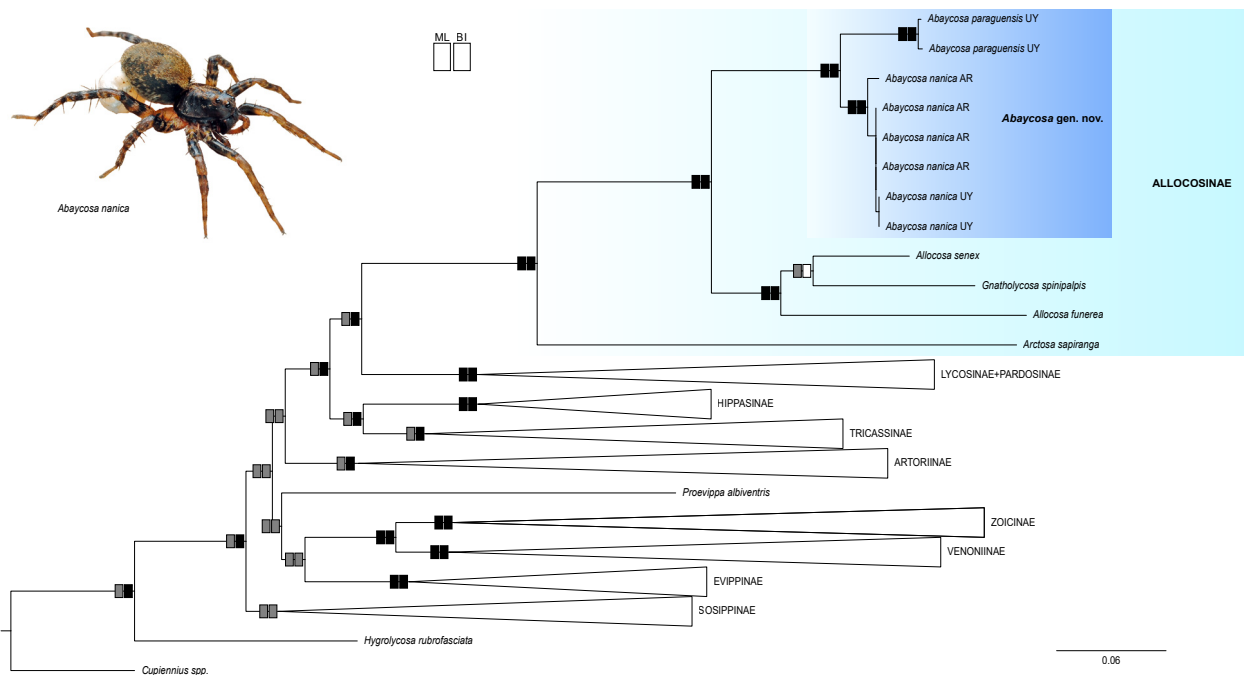 ML BI
Abaycosa nanica
Abaycosa paraguensis UY
Abaycosa paraguensis UY
Abaycosa nanica AR
Abaycosa nanica AR
Abaycosa nanica AR
Abaycosa nanica AR
Abaycosa nanica UY
Abaycosa nanica UY
Abaycosa gen. nov.
ALLOCOSINAE
Allocosa senex
Gnatholycosa spinipalpis
Allocosa funerea
Arctosa sapiranga
LYCOSINAE+PARDOSINAE
HIPPASINAE
TRICASSINAE
ARTORIINAE
Proevippa albiventris
ZOICINAE
VENONIINAE
EVIPPINAE
SOSIPPINAE
Hygrolycosa rubrofasciata
Cupiennius spp.
0.06